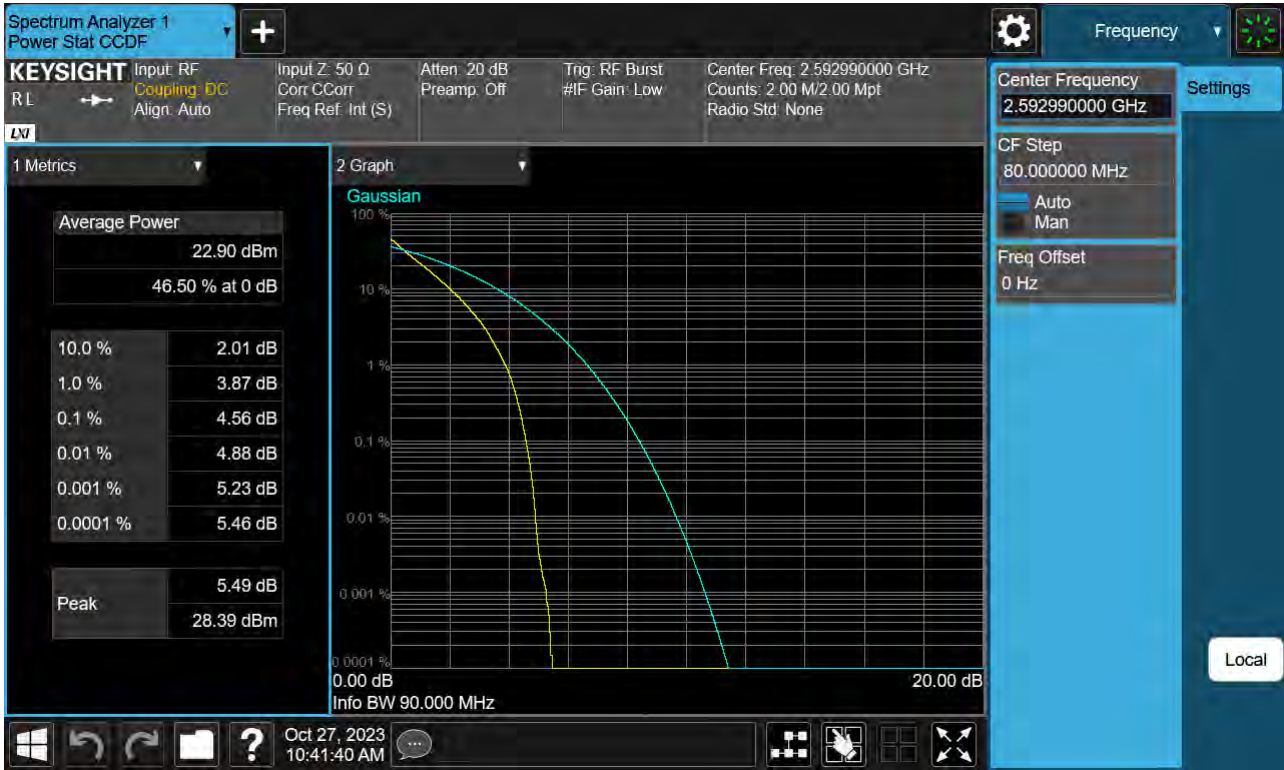 Spectrum Analyzer 1
Power Stat CCDF
Frequency
KEYSIGHT
RL
LXI
Input: RF
Coupling: DC
Align: Auto
Input Z: 50 Ω
Corr CCorr
Freq Ref: Int (S)
Atten: 20 dB
Preamp: Off
Trig: RF Burst
#IF Gain: Low
Center Freq: 2.592990000 GHz
Counts: 2.00 M/2.00 Mpt
Radio Std: None
Center Frequency
2.592990000 GHz
Settings
CF Step
80.000000 MHz
Auto
Man
Freq Offset
0 Hz
Local
1 Metrics
Average Power
22.90 dBm
46.50 % at 0 dB
10.0 % 2.01 dB
1.0 % 3.87 dB
0.1 % 4.56 dB
0.01 % 4.88 dB
0.001 % 5.23 dB
0.0001 % 5.46 dB
Peak
5.49 dB
28.39 dBm
2 Graph
Gaussian
100 %
10 %
1 %
0.1 %
0.01 %
0.001 %
0.0001 %
0.00 dB 20.00 dB
Info BW 90.000 MHz
?
Oct 27, 2023
10:41:40 AM